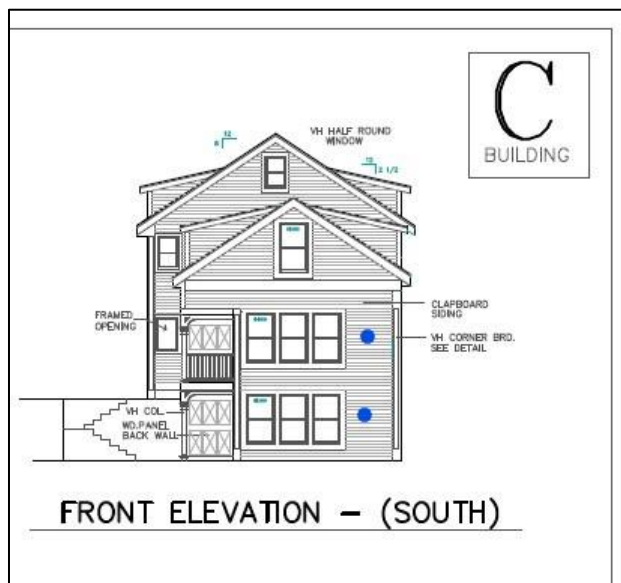 C
BUILDING
12
8
VH HALF ROUND
WINDOW
12
3 1/2
FRAMED
OPENING
CLAPBOARD
SIDING
VH CORNER BRD.
SEE DETAIL
VH COL.
WD.PANEL
BACK WALL
FRONT ELEVATION - (SOUTH)